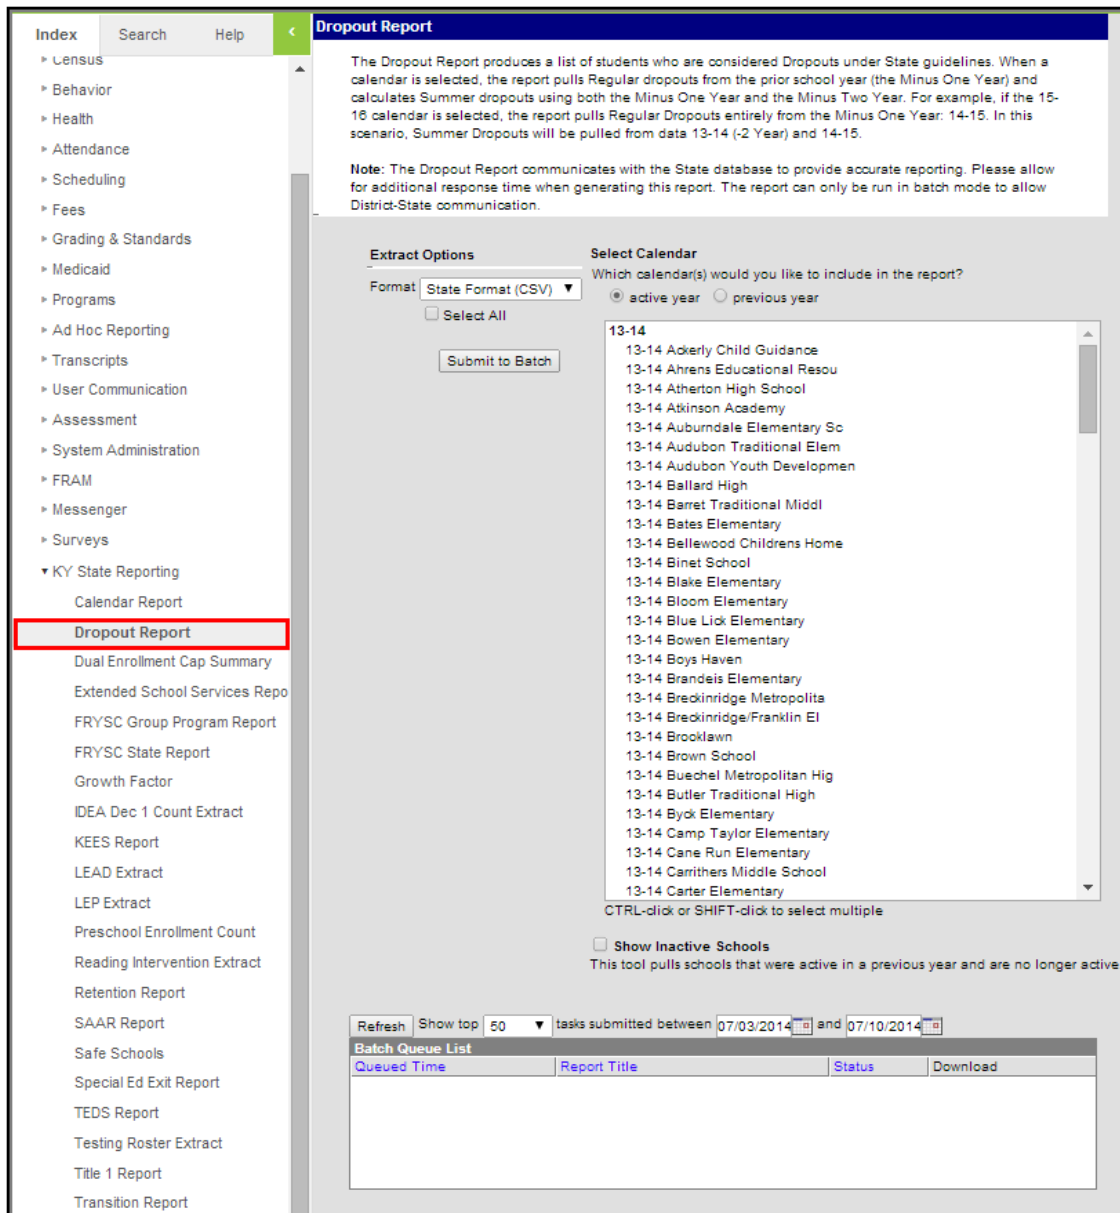 Index
Search
Help
Census
Behavior
Health
Attendance
Scheduling
Fees
Grading & Standards
Medicaid
Programs
Ad Hoc Reporting
Transcripts
User Communication
Assessment
System Administration
FRAM
Messenger
Surveys
KY State Reporting
Calendar Report
Dropout Report
Dual Enrollment Cap Summary
Extended School Services Repo
FRYSC Group Program Report
FRYSC State Report
Growth Factor
IDEA Dec 1 Count Extract
KEES Report
LEAD Extract
LEP Extract
Preschool Enrollment Count
Reading Intervention Extract
Retention Report
SAAR Report
Safe Schools
Special Ed Exit Report
TEDS Report
Testing Roster Extract
Title 1 Report
Transition Report
Dropout Report
The Dropout Report produces a list of students who are considered Dropouts under State guidelines. When a
calendar is selected, the report pulls Regular dropouts from the prior school year (the Minus One Year) and
calculates Summer dropouts using both the Minus One Year and the Minus Two Year. For example, if the 15-
16 calendar is selected, the report pulls Regular Dropouts entirely from the Minus One Year: 14-15. In this
scenario, Summer Dropouts will be pulled from data 13-14 (-2 Year) and 14-15.
Note: The Dropout Report communicates with the State database to provide accurate reporting. Please allow
for additional response time when generating this report. The report can only be run in batch mode to allow
District-State communication.
Extract Options
Format State Format (CSV)
Select All
Submit to Batch
Select Calendar
Which calendar(s) would you like to include in the report?
active year previous year
13-14
13-14 Ackerly Child Guidance
13-14 Ahrens Educational Resou
13-14 Atherton High School
13-14 Atkinson Academy
13-14 Auburndale Elementary Sc
13-14 Audubon Traditional Elem
13-14 Audubon Youth Developmen
13-14 Ballard High
13-14 Barret Traditional Middl
13-14 Bates Elementary
13-14 Bellewood Childrens Home
13-14 Binet School
13-14 Blake Elementary
13-14 Bloom Elementary
13-14 Blue Lick Elementary
13-14 Bowen Elementary
13-14 Boys Haven
13-14 Brandeis Elementary
13-14 Breckinridge Metropolita
13-14 Breckinridge/Franklin El
13-14 Brooklawn
13-14 Brown School
13-14 Buechel Metropolitan Hig
13-14 Butler Traditional High
13-14 Byck Elementary
13-14 Camp Taylor Elementary
13-14 Cane Run Elementary
13-14 Carrithers Middle School
13-14 Carter Elementary
CTRL-click or SHIFT-click to select multiple
Show Inactive Schools
This tool pulls schools that were active in a previous year and are no longer active
Refresh Show top 50 tasks submitted between 07/03/2014 and 07/10/2014
Batch Queue List
Queued Time Report Title Status Download